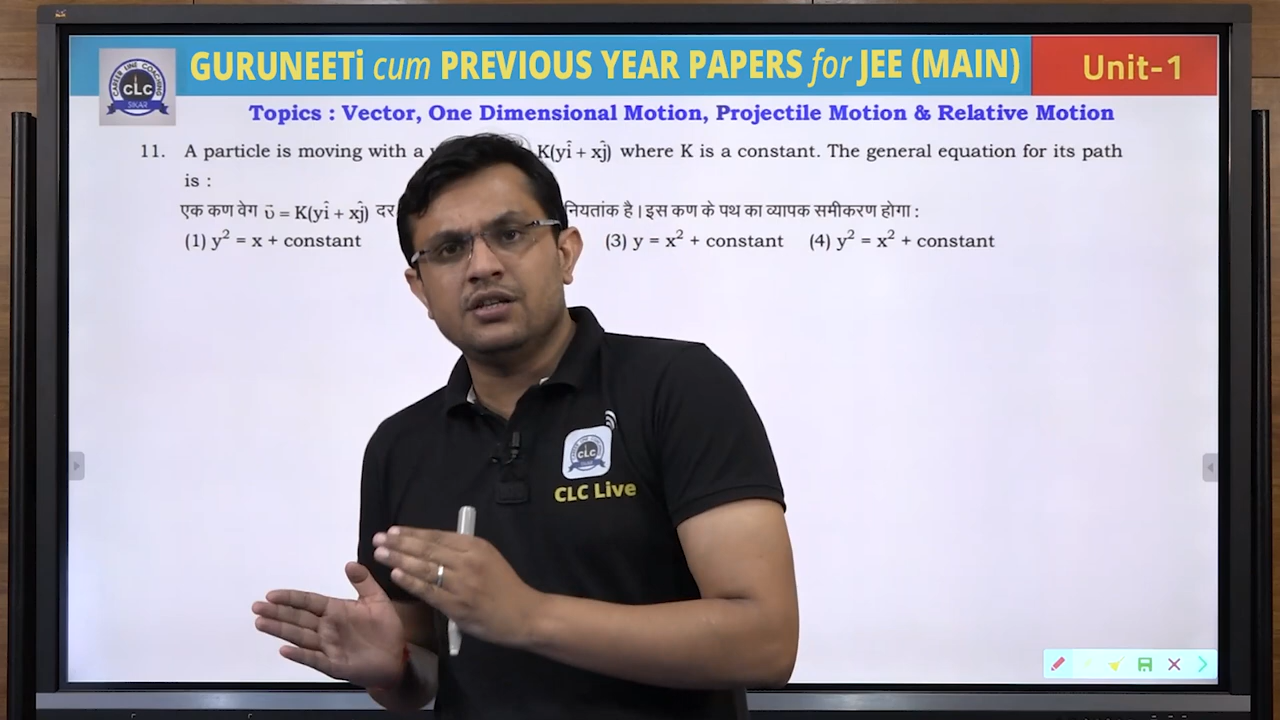 GURUNEETi cum PREVIOUS YEAR PAPERS for JEE (MAIN)
Unit-1
CLC
SIKAR
Topics : Vector, One Dimensional Motion, Projectile Motion & Relative Motion
11. A particle is moving with a K(yî + xĵ) where K is a constant. The general equation for its path
is :
एक कण वेग υ⃗ = K(yî + xĵ) नियतांक है। इस कण के पथ का व्यापक समीकरण होगा :
(1) y² = x + constant (3) y = x² + constant (4) y² = x² + constant
CLC
CLC Live